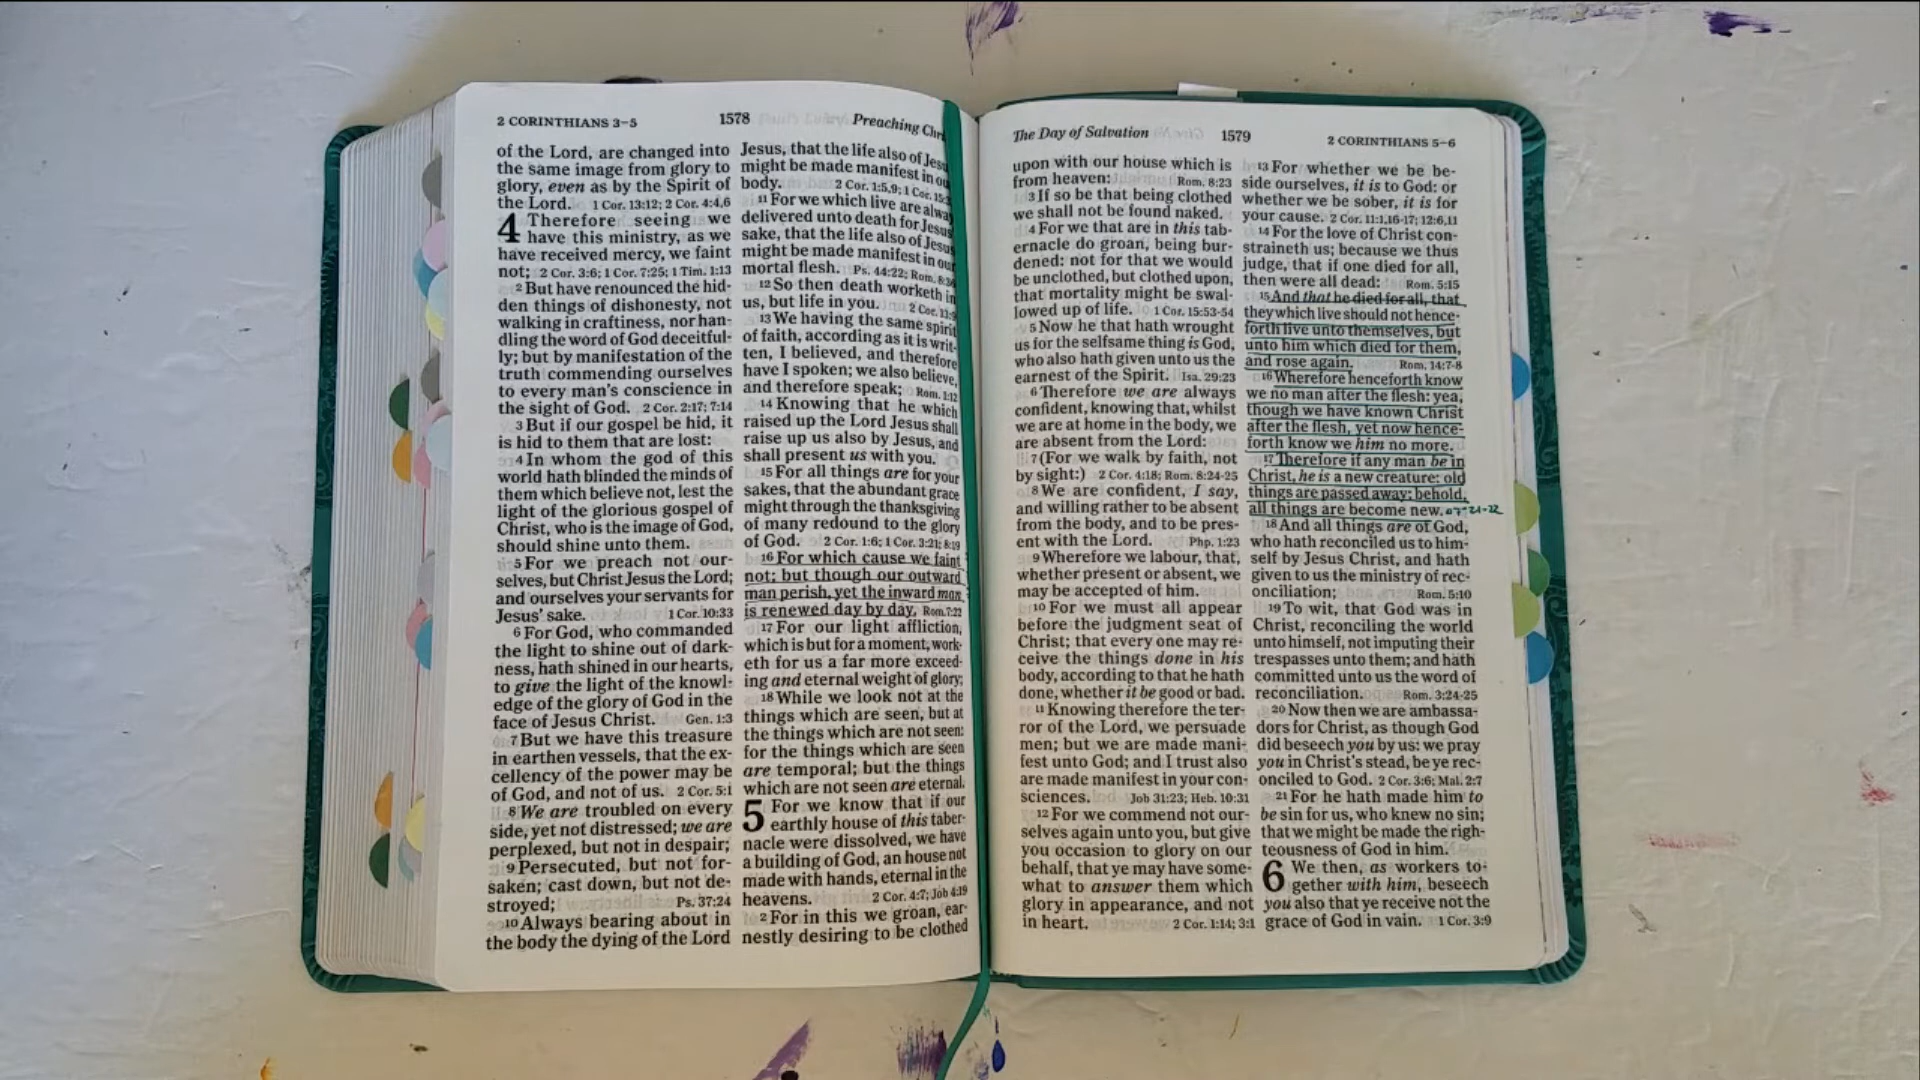 2 CORINTHIANS 3–5
1578
Preaching
of the Lord, are changed into
the same image from glory to
glory, even as by the Spirit of
the Lord. 1 Cor. 13:12; 2 Cor. 4:4,6
4 Therefore seeing we
have this ministry, as we
have received mercy, we faint
not; 2 Cor. 3:6; 1 Cor. 7:25; 1 Tim. 1:13
2 But have renounced the hid-
den things of dishonesty, not
walking in craftiness, nor han-
dling the word of God deceitful-
ly; but by manifestation of the
truth commending ourselves
to every man's conscience in
the sight of God. 2 Cor. 2:17; 7:14
3 But if our gospel be hid, it
is hid to them that are lost:
4 In whom the god of this
world hath blinded the minds of
them which believe not, lest the
light of the glorious gospel of
Christ, who is the image of God,
should shine unto them.
5 For we preach not our-
selves, but Christ Jesus the Lord;
and ourselves your servants for
Jesus' sake. 1 Cor. 10:33
6 For God, who commanded
the light to shine out of dark-
ness, hath shined in our hearts,
to give the light of the knowl-
edge of the glory of God in the
face of Jesus Christ. Gen. 1:3
7 But we have this treasure
in earthen vessels, that the ex-
cellency of the power may be
of God, and not of us. 2 Cor. 5:1
8 We are troubled on every
side, yet not distressed; we are
perplexed, but not in despair;
9 Persecuted, but not for-
saken; cast down, but not de-
stroyed; Ps. 37:24
10 Always bearing about in
the body the dying of the Lord
Jesus, that the life also of
might be made manifest in
body. 2 Cor. 1:5,9; 1 Cor.
11 For we which live are
delivered unto death for Jesus'
sake, that the life also of Jesus
might be made manifest in our
mortal flesh. Ps. 44:22; Rom. 8:36
12 So then death worketh in
us, but life in you. 2 Cor.
13 We having the same spirit
of faith, according as it is writ-
ten, I believed, and therefore
have I spoken; we also believe,
and therefore speak; Rom. 1:12
14 Knowing that he which
raised up the Lord Jesus shall
raise up us also by Jesus, and
shall present us with you.
15 For all things are for your
sakes, that the abundant grace
might through the thanksgiving
of many redound to the glory
of God. 2 Cor. 1:6; 1 Cor. 3:21; 8:19
16 For which cause we faint
not; but though our outward
man perish, yet the inward man
is renewed day by day. Rom. 7:22
17 For our light affliction,
which is but for a moment, work-
eth for us a far more exceed-
ing and eternal weight of glory;
18 While we look not at the
things which are seen, but at
the things which are not seen:
for the things which are seen
are temporal; but the things
which are not seen are eternal.
5 For we know that if our
earthly house of this taber-
nacle were dissolved, we have
a building of God, an house not
made with hands, eternal in the
heavens. 2 Cor. 4:7; Job 4:19
2 For in this we groan, ear-
nestly desiring to be clothed
The Day of Salvation
1579
2 CORINTHIANS 5–6
upon with our house which is
from heaven: Rom. 8:23
3 If so be that being clothed
we shall not be found naked.
4 For we that are in this tab-
ernacle do groan, being bur-
dened: not for that we would
be unclothed, but clothed upon,
that mortality might be swal-
lowed up of life. 1 Cor. 15:53-54
5 Now he that hath wrought
us for the selfsame thing is God,
who also hath given unto us the
earnest of the Spirit. Isa. 29:23
6 Therefore we are always
confident, knowing that, whilst
we are at home in the body, we
are absent from the Lord:
7 (For we walk by faith, not
by sight:) 2 Cor. 4:18; Rom. 8:24-25
8 We are confident, I say,
and willing rather to be absent
from the body, and to be pres-
ent with the Lord. Php. 1:23
9 Wherefore we labour, that,
whether present or absent, we
may be accepted of him.
10 For we must all appear
before the judgment seat of
Christ; that every one may re-
ceive the things done in his
body, according to that he hath
done, whether it be good or bad.
11 Knowing therefore the ter-
ror of the Lord, we persuade
men; but we are made mani-
fest unto God; and I trust also
are made manifest in your con-
sciences. Job 31:23; Heb. 10:31
12 For we commend not our-
selves again unto you, but give
you occasion to glory on our
behalf, that ye may have some-
what to answer them which
glory in appearance, and not
in heart. 2 Cor. 1:14; 3:1
13 For whether we be be-
side ourselves, it is to God: or
whether we be sober, it is for
your cause. 2 Cor. 11:1,16-17; 12:6,11
14 For the love of Christ con-
straineth us; because we thus
judge, that if one died for all,
then were all dead: Rom. 5:15
15 And that he died for all, that
they which live should not hence-
forth live unto themselves, but
unto him which died for them,
and rose again. Rom. 14:7-8
16 Wherefore henceforth know
we no man after the flesh: yea,
though we have known Christ
after the flesh, yet now hence-
forth know we him no more.
17 Therefore if any man be in
Christ, he is a new creature: old
things are passed away; behold,
all things are become new. 07-21-22
18 And all things are of God,
who hath reconciled us to him-
self by Jesus Christ, and hath
given to us the ministry of rec-
onciliation; Rom. 5:10
19 To wit, that God was in
Christ, reconciling the world
unto himself, not imputing their
trespasses unto them; and hath
committed unto us the word of
reconciliation. Rom. 3:24-25
20 Now then we are ambassa-
dors for Christ, as though God
did beseech you by us: we pray
you in Christ's stead, be ye rec-
onciled to God. 2 Cor. 3:6; Mal. 2:7
21 For he hath made him to
be sin for us, who knew no sin;
that we might be made the righ-
teousness of God in him.
6 We then, as workers to-
gether with him, beseech
you also that ye receive not the
grace of God in vain. 1 Cor. 3:9